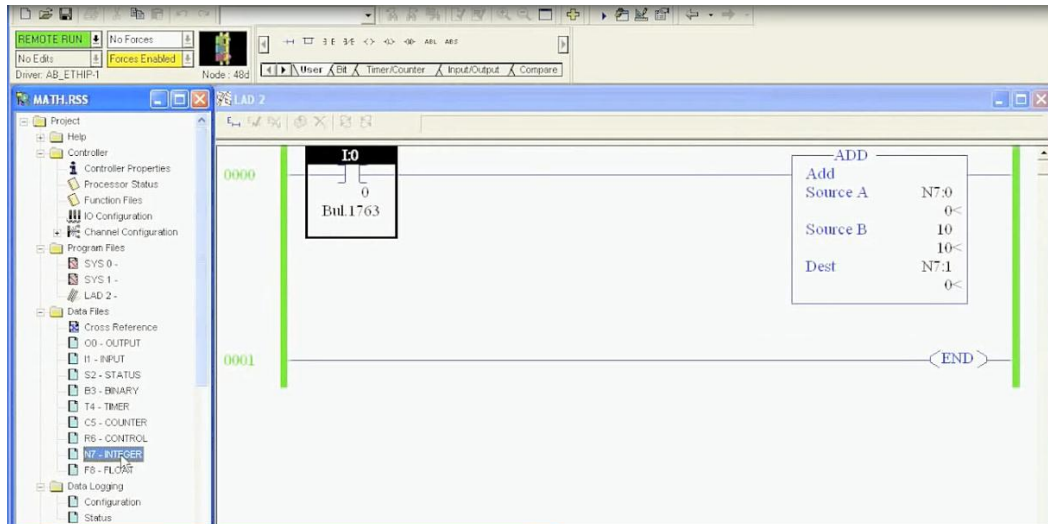 REMOTE RUN
No Forces
No Edits
Forces Enabled
Driver: AB_ETHIP-1
Node : 48d
ABL ABS
User
Bit
Timer/Counter
Input/Output
Compare
MATH.RSS
LAD 2
Project
Help
Controller
Controller Properties
Processor Status
Function Files
IO Configuration
Channel Configuration
Program Files
SYS 0 -
SYS 1 -
LAD 2 -
Data Files
Cross Reference
O0 - OUTPUT
I1 - INPUT
S2 - STATUS
B3 - BINARY
T4 - TIMER
C5 - COUNTER
R6 - CONTROL
N7 - INTEGER
F8 - FLOAT
Data Logging
Configuration
Status
0000
I:0
0
Bul.1763
ADD
Add
Source A N7:0
0<
Source B 10
10<
Dest N7:1
0<
0001
END